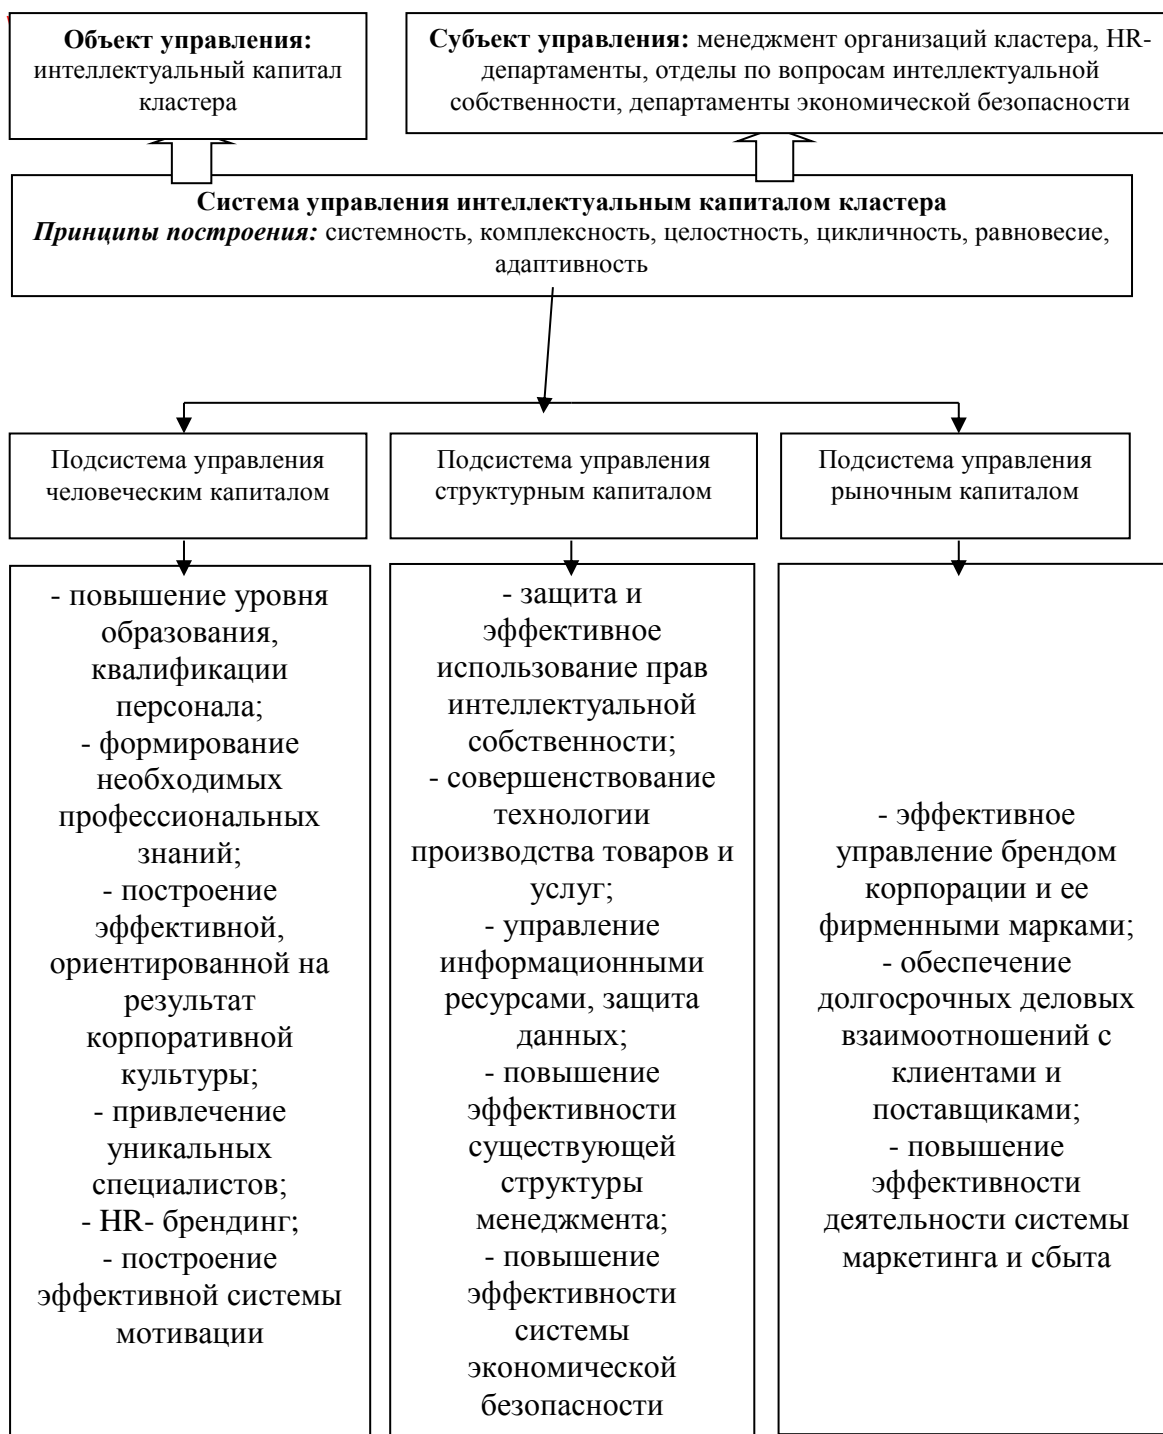 Объект управления:
интеллектуальный капитал
кластера
Субъект управления: менеджмент организаций кластера, HR-
департаменты, отделы по вопросам интеллектуальной
собственности, департаменты экономической безопасности
Система управления интеллектуальным капиталом кластера
Принципы построения: системность, комплексность, целостность, цикличность, равновесие,
адаптивность
Подсистема управления
человеческим капиталом
Подсистема управления
структурным капиталом
Подсистема управления
рыночным капиталом
- повышение уровня
образования,
квалификации
персонала;
- формирование
необходимых
профессиональных
знаний;
- построение
эффективной,
ориентированной на
результат
корпоративной
культуры;
- привлечение
уникальных
специалистов;
- HR- брендинг;
- построение
эффективной системы
мотивации
- защита и
эффективное
использование прав
интеллектуальной
собственности;
- совершенствование
технологии
производства товаров и
услуг;
- управление
информационными
ресурсами, защита
данных;
- повышение
эффективности
существующей
структуры
менеджмента;
- повышение
эффективности
системы
экономической
безопасности
- эффективное
управление брендом
корпорации и ее
фирменными марками;
- обеспечение
долгосрочных деловых
взаимоотношений с
клиентами и
поставщиками;
- повышение
эффективности
деятельности системы
маркетинга и сбыта